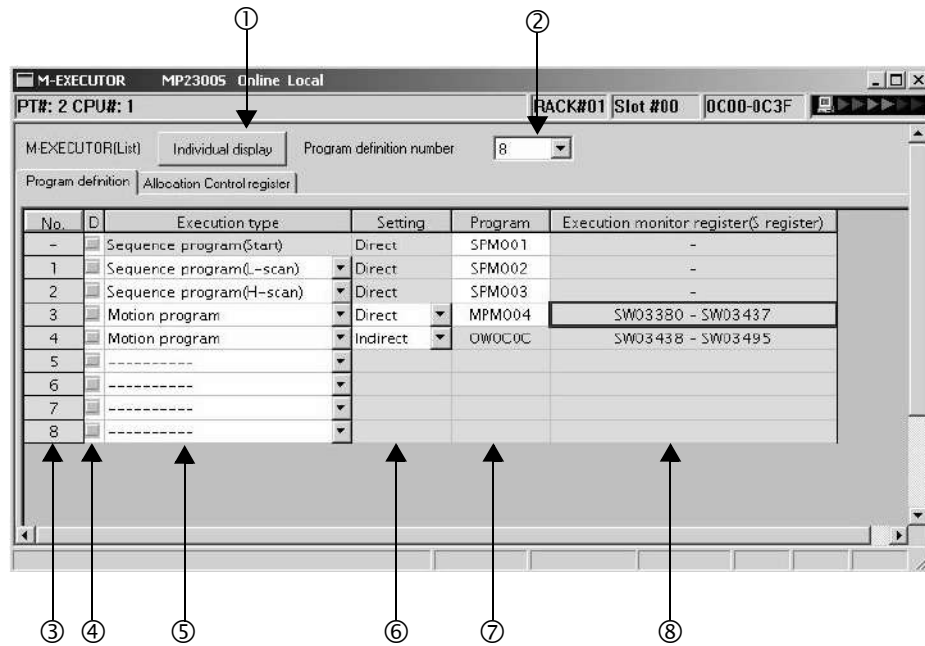 ① ②
M-EXECUTOR MP2300S Online Local
PT#: 2 CPU#: 1 RACK#01 Slot #00 0C00-0C3F
M-EXECUTOR(List) Individual display Program definition number 8
Program definition Allocation Control register
No. D Execution type Setting Program Execution monitor register(S register)
- Sequence program(Start) Direct SPM001 -
1 Sequence program(L-scan) Direct SPM002 -
2 Sequence program(H-scan) Direct SPM003 -
3 Motion program Direct MPM004 SW03380 - SW03437
4 Motion program Indirect OW0C0C SW03438 - SW03495
5 ----------
6 ----------
7 ----------
8 ----------
③ ④ ⑤ ⑥ ⑦ ⑧